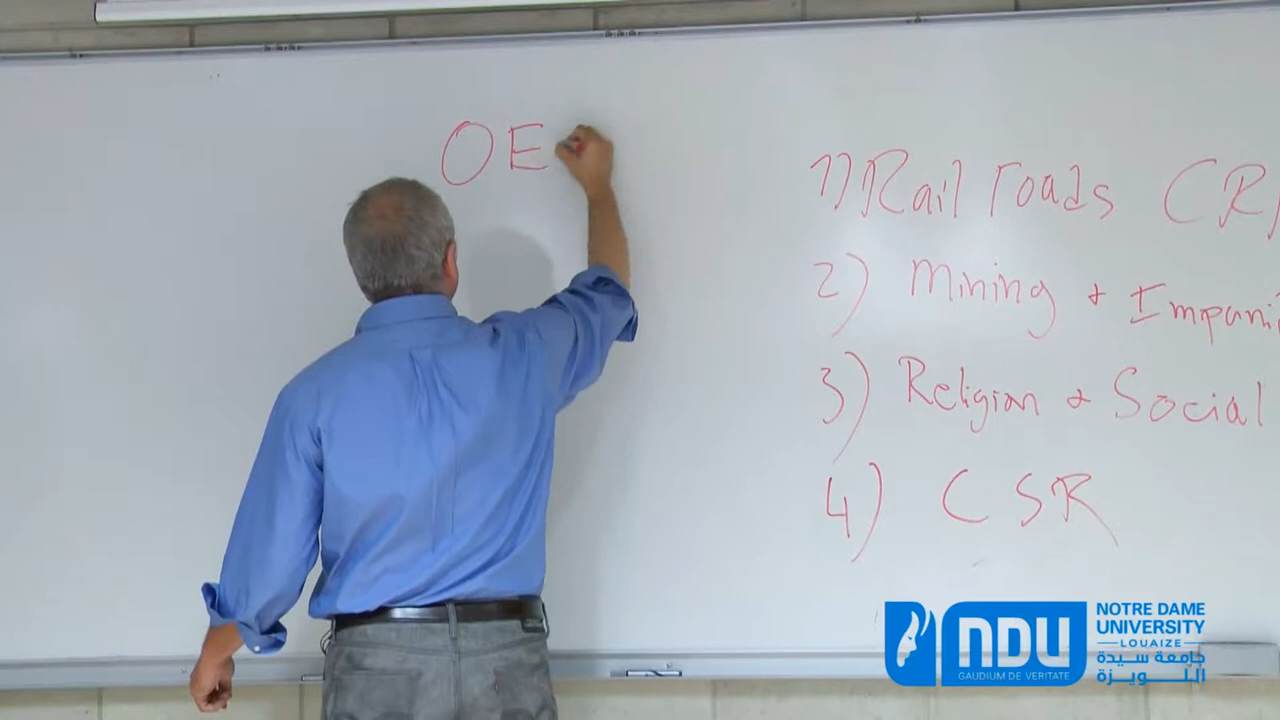 OE
1) Rail roads CR
2) Mining + Impani
3) Religion + Social
4) CSR
NDU
GAUDIUM DE VERITATE
NOTRE DAME
UNIVERSITY
LOUAIZE
جامعة سيدة
اللويزة